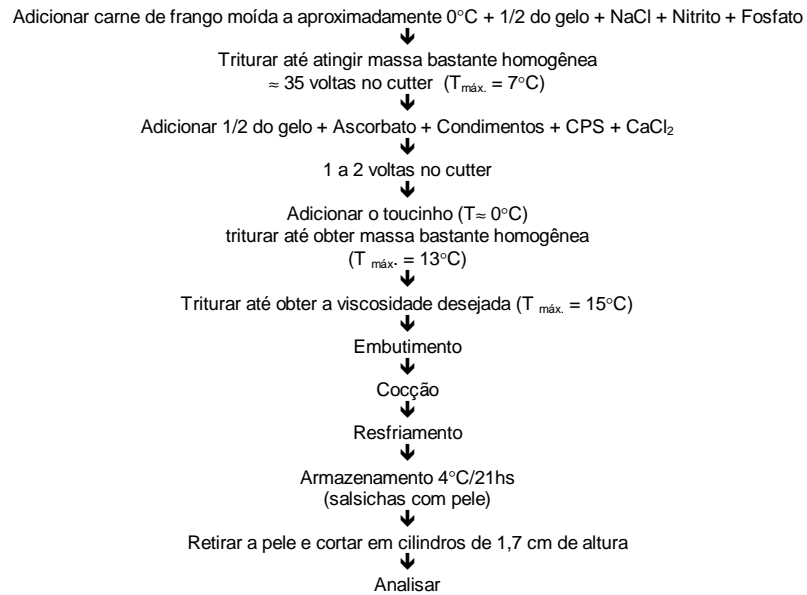 Adicionar carne de frango moída a aproximadamente 0°C + 1/2 do gelo + NaCl + Nitrito + Fosfato
Triturar até atingir massa bastante homogênea
≈ 35 voltas no cutter (Tmáx. = 7°C)
Adicionar 1/2 do gelo + Ascorbato + Condimentos + CPS + CaCl2
1 a 2 voltas no cutter
Adicionar o toucinho (T≈ 0°C)
triturar até obter massa bastante homogênea
(T máx. = 13°C)
Triturar até obter a viscosidade desejada (T máx. = 15°C)
Embutimento
Cocção
Resfriamento
Armazenamento 4°C/21hs
(salsichas com pele)
Retirar a pele e cortar em cilindros de 1,7 cm de altura
Analisar